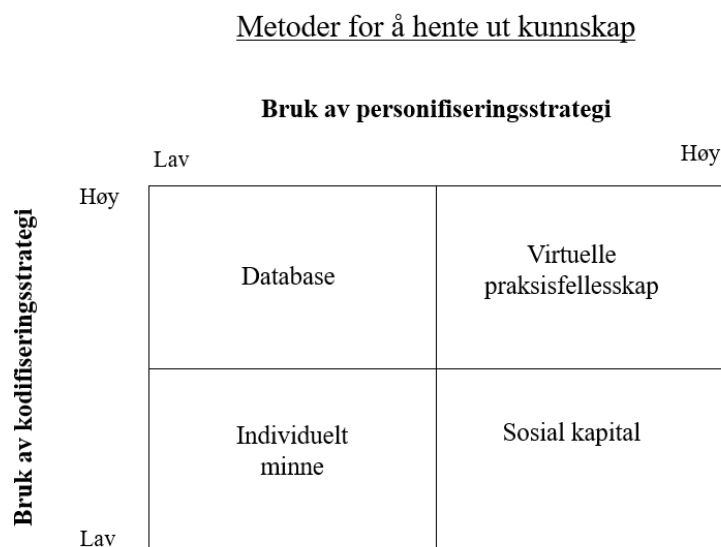 Metoder for å hente ut kunnskap
Bruk av personifiseringsstrategi
Lav
Høy
Høy
Bruk av kodifiseringsstrategi
Database
Virtuelle
praksisfellesskap
Individuelt
minne
Sosial kapital
Lav